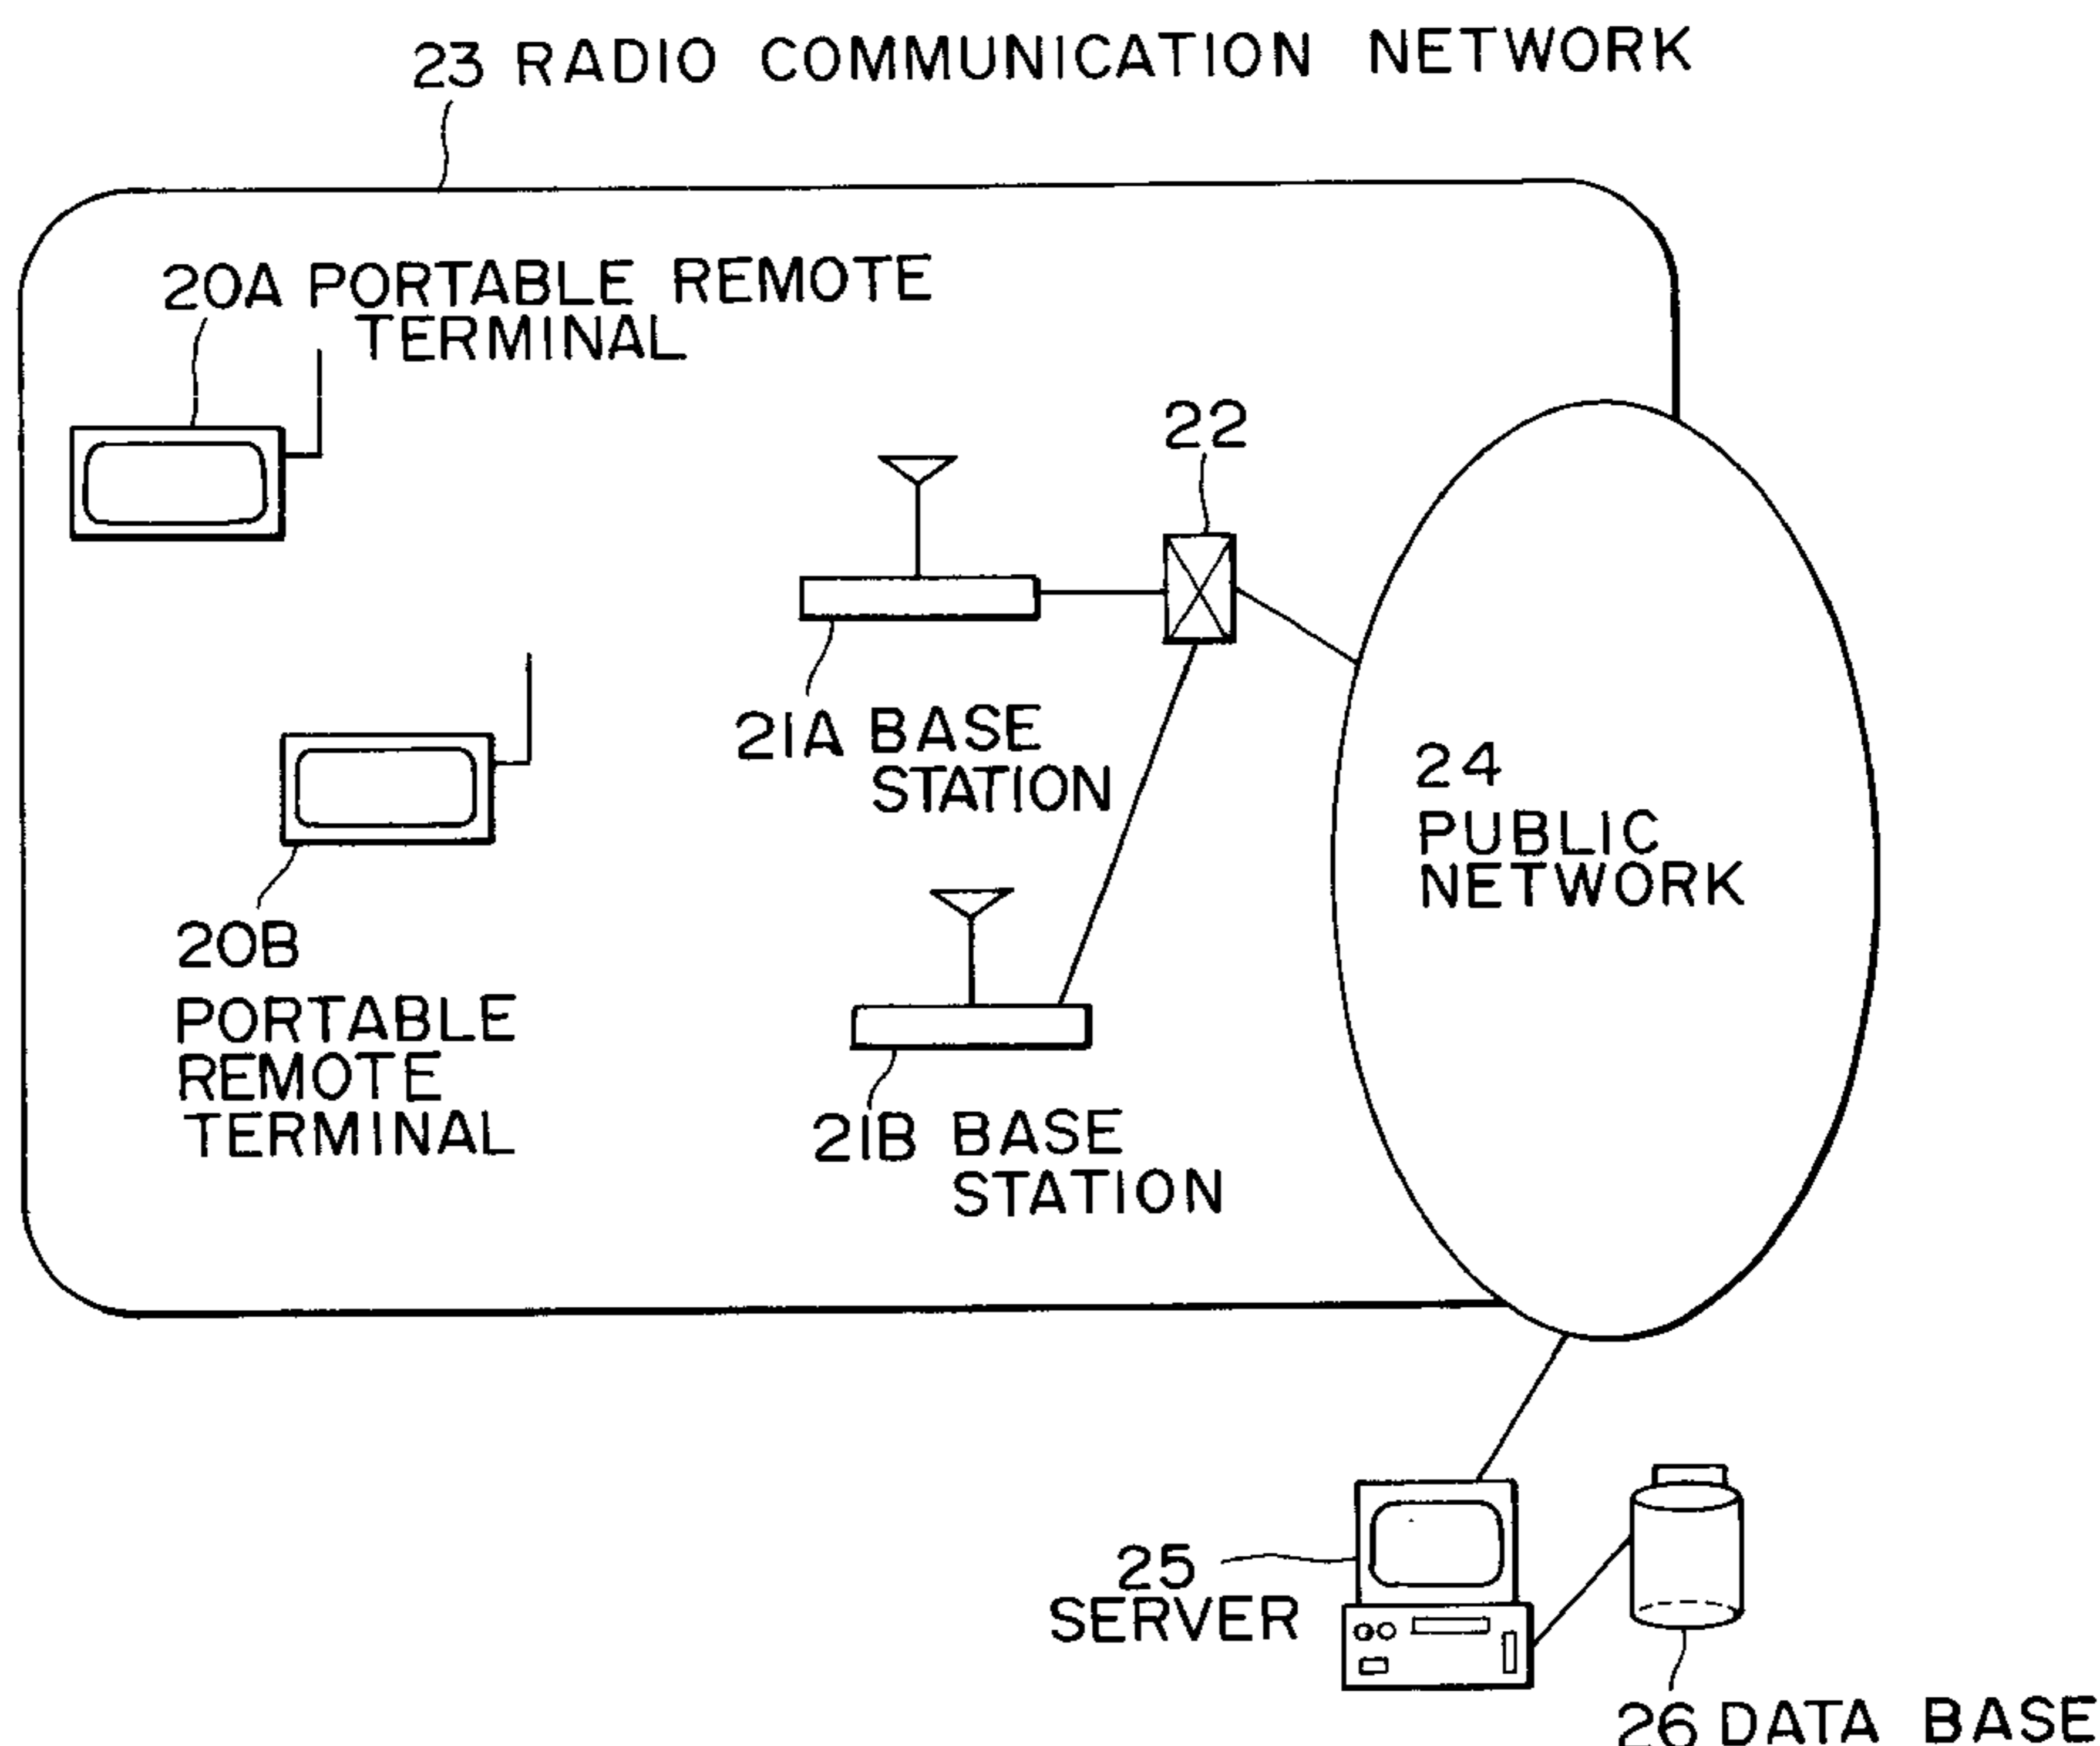 23 RADIO COMMUNICATION NETWORK
20A PORTABLE REMOTE
TERMINAL
22
21A BASE
STATION
24
PUBLIC
NETWORK
20B
PORTABLE
REMOTE
TERMINAL
21B BASE
STATION
25
SERVER
26 DATA BASE